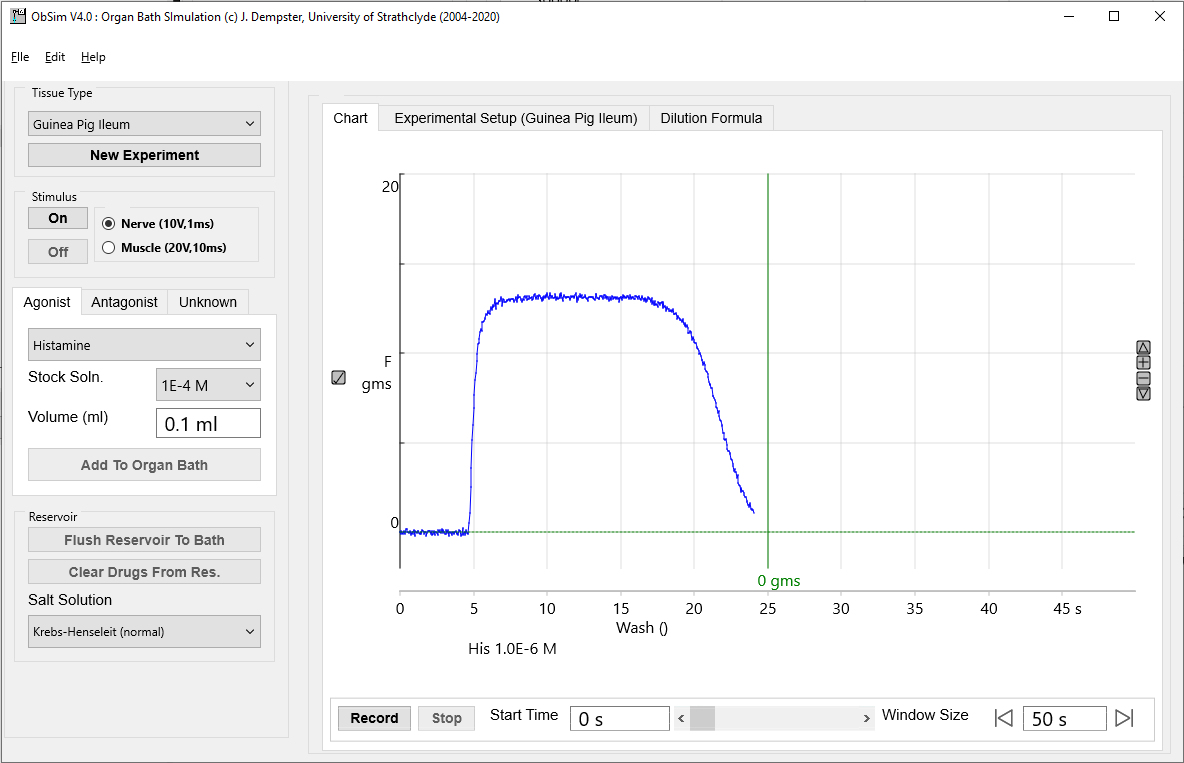 ObSim V4.0 : Organ Bath SImulation (c) J. Dempster, University of Strathclyde (2004-2020)
FIle Edit Help
Tissue Type
Guinea Pig Ileum
New Experiment
Stimulus
On
Off
Nerve (10V,1ms)
Muscle (20V,10ms)
Agonist Antagonist Unknown
Histamine
Stock Soln. 1E-4 M
Volume (ml) 0.1 ml
Add To Organ Bath
Reservoir
Flush Reservoir To Bath
Clear Drugs From Res.
Salt Solution
Krebs-Henseleit (normal)
Chart Experimental Setup (Guinea Pig Ileum) Dilution Formula
20
F
gms
0
0 gms
0 5 10 15 20 25 30 35 40 45 s
Wash ()
His 1.0E-6 M
Record Stop Start Time 0 s Window Size 50 s